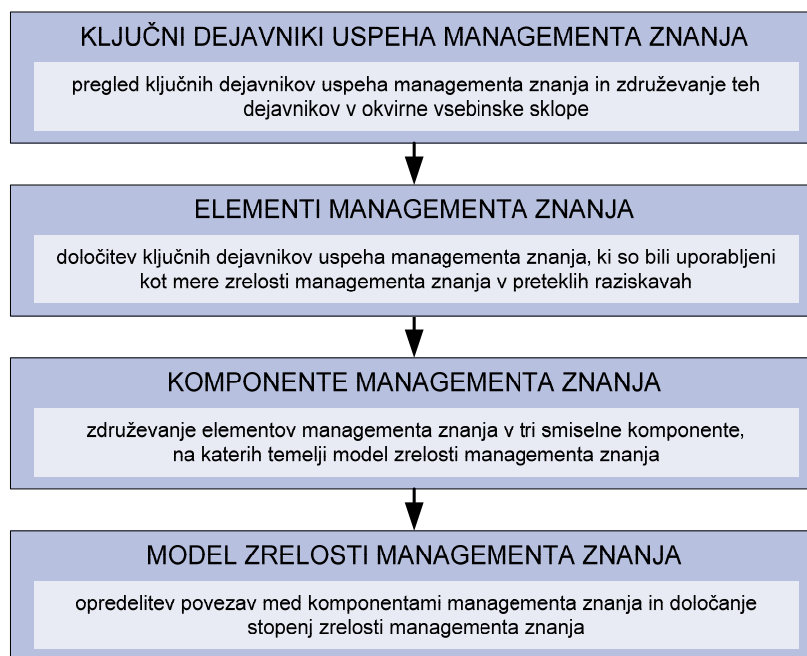 KLJUČNI DEJAVNIKI USPEHA MANAGEMENTA ZNANJA
pregled ključnih dejavnikov uspeha managementa znanja in združevanje teh
dejavnikov v okvirne vsebinske sklope
ELEMENTI MANAGEMENTA ZNANJA
določitev ključnih dejavnikov uspeha managementa znanja, ki so bili uporabljeni
kot mere zrelosti managementa znanja v preteklih raziskavah
KOMPONENTE MANAGEMENTA ZNANJA
združevanje elementov managementa znanja v tri smiselne komponente,
na katerih temelji model zrelosti managementa znanja
MODEL ZRELOSTI MANAGEMENTA ZNANJA
opredelitev povezav med komponentami managementa znanja in določanje
stopenj zrelosti managementa znanja